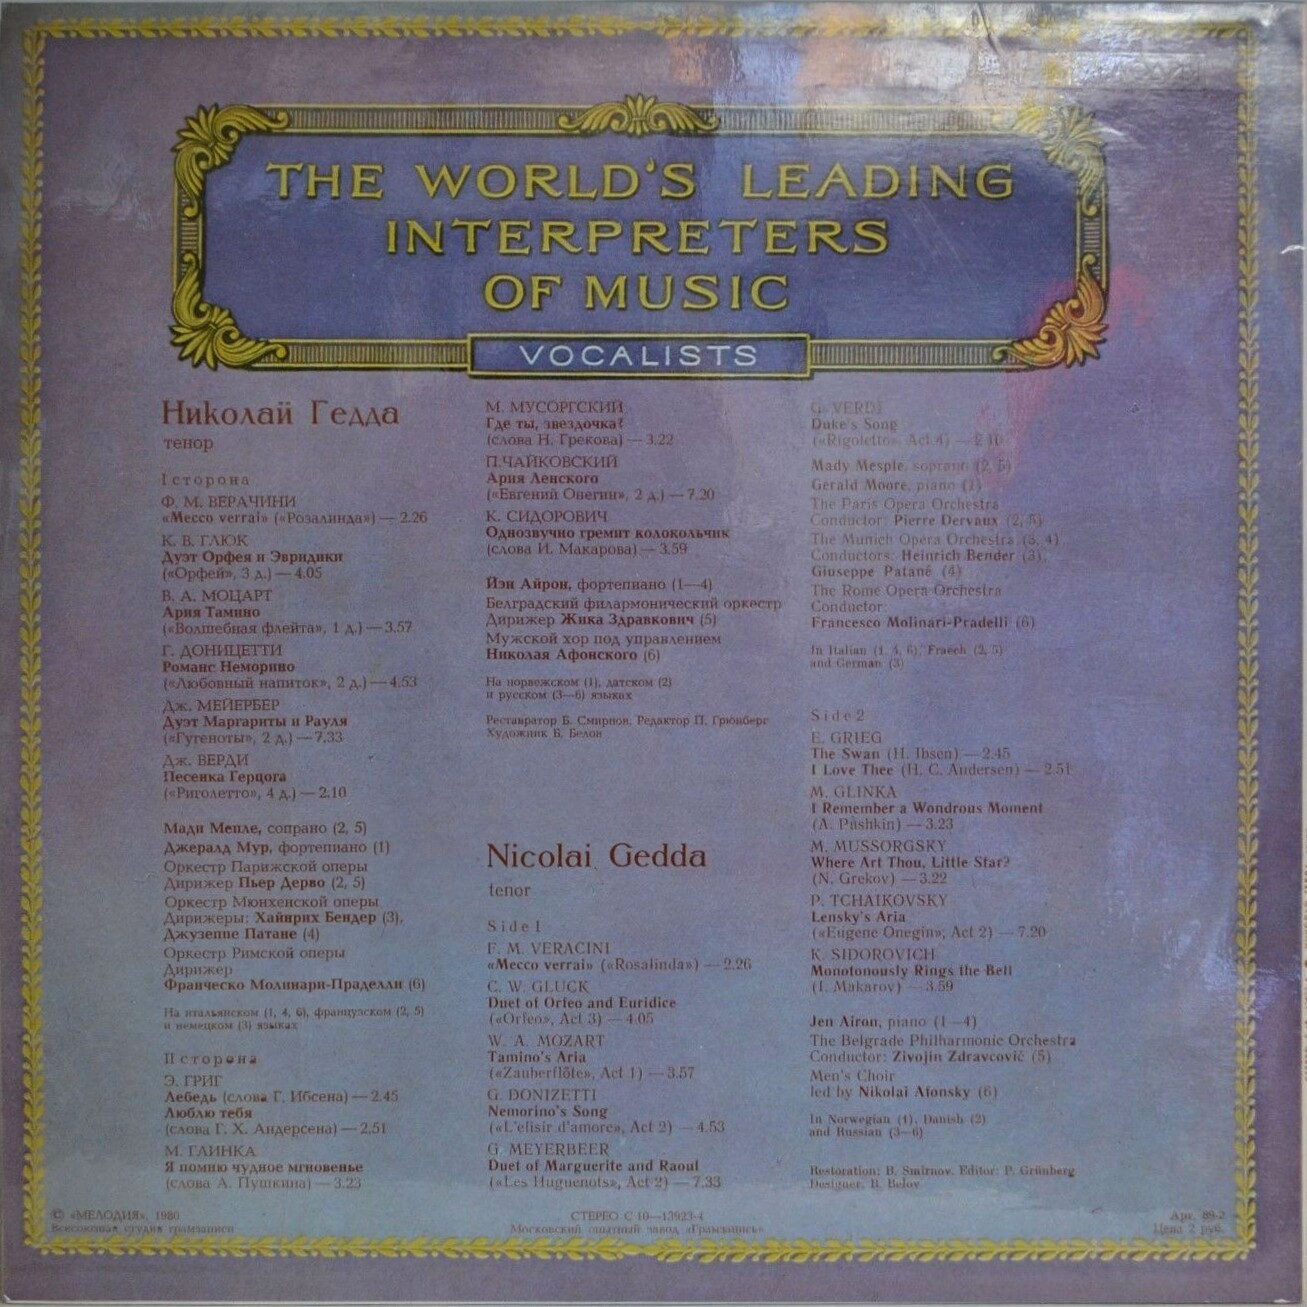 THE WORLD'S LEADING
INTERPRETERS
OF MUSIC
VOCALISTS
Николай Гедда
тенор
I сторона
Ф. М. ВЕРАЧИНИ
«Mecco verrai» («Розалинда») — 2.26
К. В. ГЛЮК
Дуэт Орфея и Эвридики
(«Орфей», 3 д.) — 4.05
В. А. МОЦАРТ
Ария Тамино
(«Волшебная флейта», 1 д.) — 3.57
Г. ДОНИЦЕТТИ
Романс Неморино
(«Любовный напиток», 2 д.) — 4.53
Дж. МЕЙЕРБЕР
Дуэт Маргариты и Рауля
(«Гугеноты», 2 д.) — 7.33
Дж. ВЕРДИ
Песенка Герцога
(«Риголетто», 4 д.) — 2.10
Мади Мепле, сопрано (2, 5)
Джералд Мур, фортепиано (1)
Оркестр Парижской оперы
Дирижер Пьер Дерво (2, 5)
Оркестр Мюнхенской оперы
Дирижеры: Хайнрих Бендер (3),
Джузеппе Патане (4)
Оркестр Римской оперы
Дирижер
Франческо Молинари-Праделли (6)
На итальянском (1, 4, 6), французском (2, 5)
и немецком (3) языках
II сторона
Э. ГРИГ
Лебедь (слова Г. Ибсена) — 2.45
Люблю тебя
(слова Г. Х. Андерсена) — 2.51
М. ГЛИНКА
Я помню чудное мгновенье
(слова А. Пушкина) — 3.23
М. МУСОРГСКИЙ
Где ты, звездочка?
(слова Н. Грекова) — 3.22
П.ЧАЙКОВСКИЙ
Ария Ленского
(«Евгений Онегин», 2 д.) — 7.20
К. СИДОРОВИЧ
Однозвучно гремит колокольчик
(слова И. Макарова) — 3.59
Йэн Айрон, фортепиано (1—4)
Белградский филармонический оркестр
Дирижер Жика Здравкович (5)
Мужской хор под управлением
Николая Афонского (6)
На норвежском (1), датском (2)
и русском (3—6) языках
Реставратор Б. Смирнов. Редактор П. Грюнберг
Художник Б. Белов
Nicolai Gedda
tenor
Side 1
F. M. VERACINI
«Mecco verrai» («Rosalinda») — 2.26
C. W. GLUCK
Duet of Orfeo and Euridice
(«Orfeo», Act 3) — 4.05
W. A. MOZART
Tamino's Aria
(«Zauberflöte», Act 1) — 3.57
G. DONIZETTI
Nemorino's Song
(«L'elisir d'amore», Act 2) — 4.53
G. MEYERBEER
Duet of Marguerite and Raoul
(«Les Huguenots», Act 2) — 7.33
G. VERDI
Duke's Song
(«Rigoletto», Act 4) — 2.10
Mady Mesple, soprano (2, 5)
Gerald Moore, piano (1)
The Paris Opera Orchestra
Conductor: Pierre Dervaux (2, 5)
The Munich Opera Orchestra (3, 4)
Conductors: Heinrich Bender (3),
Giuseppe Patanè (4)
The Rome Opera Orchestra
Conductor:
Francesco Molinari-Pradelli (6)
In Italian (1, 4, 6), Fraech (2, 5)
and German (3)
Side 2
E. GRIEG
The Swan (H. Ibsen) — 2.45
I Love Thee (H. C. Andersen) — 2.51
M. GLINKA
I Remember a Wondrous Moment
(A. Pushkin) — 3.23
M. MUSSORGSKY
Where Art Thou, Little Star?
(N. Grekov) — 3.22
P. TCHAIKOVSKY
Lensky's Aria
(«Eugene Onegin», Act 2) — 7.20
K. SIDOROVICH
Monotonously Rings the Bell
(I. Makarov) — 3.59
Jen Airon, piano (1—4)
The Belgrade Philharmonic Orchestra
Conductor: Zivojin Zdravcovič (5)
Men's Choir
led by Nikolai Afonsky (6)
In Norwegian (1), Danish (2)
and Russian (3—6)
Restoration: B. Smirnov. Editor: P. Grünberg
Designer: B. Belov
© «МЕЛОДИЯ», 1980
Всесоюзная студия грамзаписи
СТЕРЕО С 10—13923-4
Московский опытный завод «Грамзапись»
Арт. 89-2
Цена 2 руб.